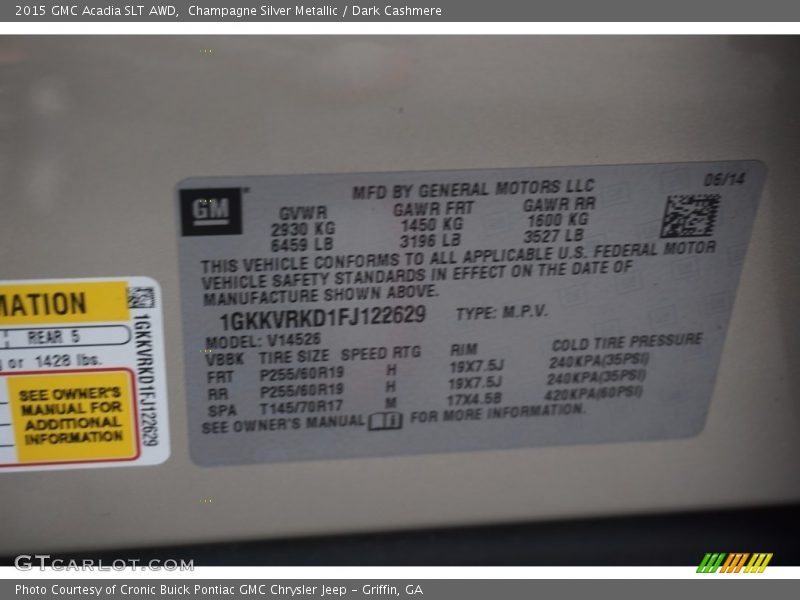 2015 GMC Acadia SLT AWD,  Champagne Silver Metallic / Dark Cashmere
GM
MFD BY GENERAL MOTORS LLC
06/14
GVWR GAWR FRT GAWR RR
2930 KG 1450 KG 1600 KG
6459 LB 3196 LB 3527 LB
THIS VEHICLE CONFORMS TO ALL APPLICABLE U.S. FEDERAL MOTOR
VEHICLE SAFETY STANDARDS IN EFFECT ON THE DATE OF
MANUFACTURE SHOWN ABOVE.
1GKKVRKD1FJ122629 TYPE: M.P.V.
MODEL: V14526
VBBK TIRE SIZE SPEED RTG RIM COLD TIRE PRESSURE
FRT P255/60R19 H 19X7.5J 240KPA(35PSI)
RR P255/60R19 H 19X7.5J 240KPA(35PSI)
SPA T145/70R17 M 17X4.5B 420KPA(60PSI)
SEE OWNER'S MANUAL FOR MORE INFORMATION.
MATION
REAR 5
or 1428 lbs.
SEE OWNER'S
MANUAL FOR
ADDITIONAL
INFORMATION
1GKKVRKD1FJ122629
GTCARLOT.COM
Photo Courtesy of Cronic Buick Pontiac GMC Chrysler Jeep - Griffin, GA